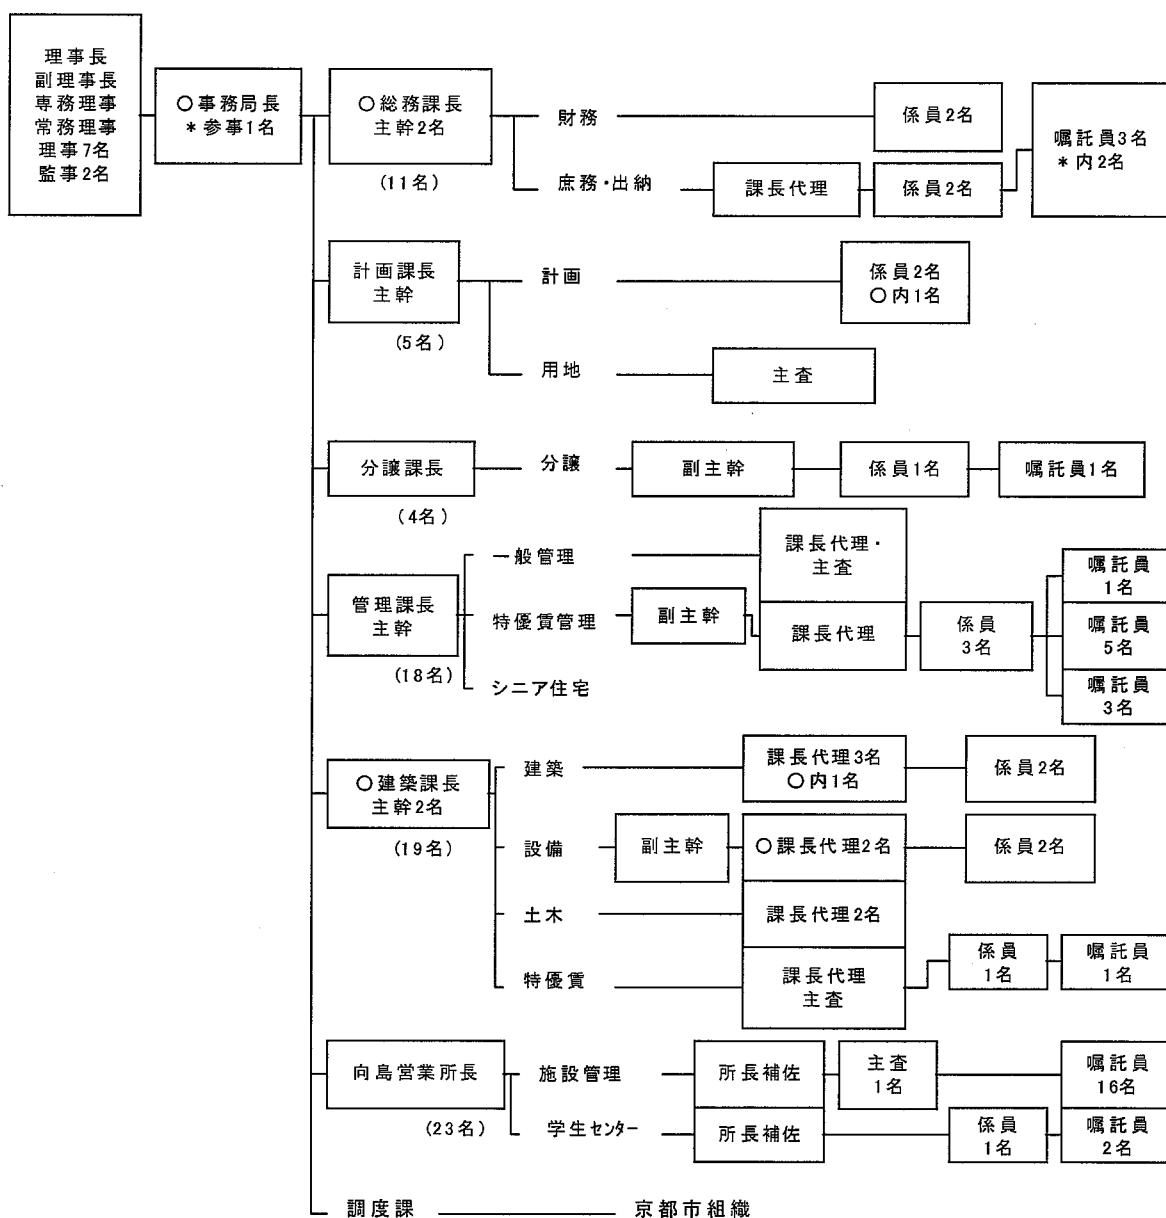 理事長
副理事長
専務理事
常務理事
理事7名
監事2名
○事務局長
*参事1名
○総務課長
主幹2名
(11名)
財務
係員2名
庶務・出納
課長代理
係員2名
嘱託員3名
*内2名
計画課長
主幹
(5名)
計画
係員2名
○内1名
用地
主査
分譲課長
(4名)
分譲
副主幹
係員1名
嘱託員1名
管理課長
主幹
(18名)
一般管理
課長代理・
主査
特優賃管理
副主幹
課長代理
係員
3名
シニア住宅
嘱託員
1名
嘱託員
5名
嘱託員
3名
○建築課長
主幹2名
(19名)
建築
課長代理3名
○内1名
係員2名
設備
副主幹
○課長代理2名
係員2名
土木
課長代理2名
特優賃
課長代理
主査
係員
1名
嘱託員
1名
向島営業所長
(23名)
施設管理
所長補佐
主査
1名
嘱託員
16名
学生センター
所長補佐
係員
1名
嘱託員
2名
調度課
京都市組織